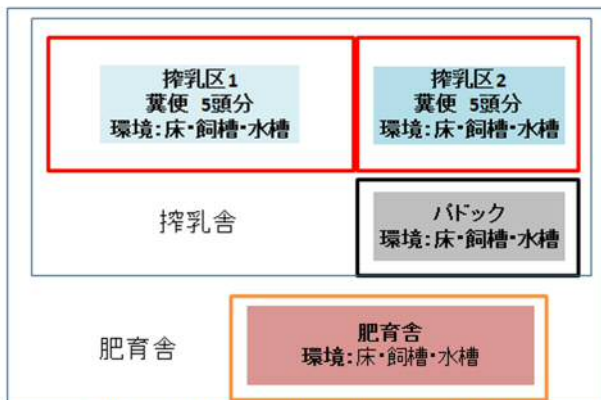 搾乳区1
糞便 5頭分
環境:床・飼槽・水槽
搾乳区2
糞便 5頭分
環境:床・飼槽・水槽
搾乳舎
パドック
環境:床・飼槽・水槽
肥育舎
肥育舎
環境:床・飼槽・水槽